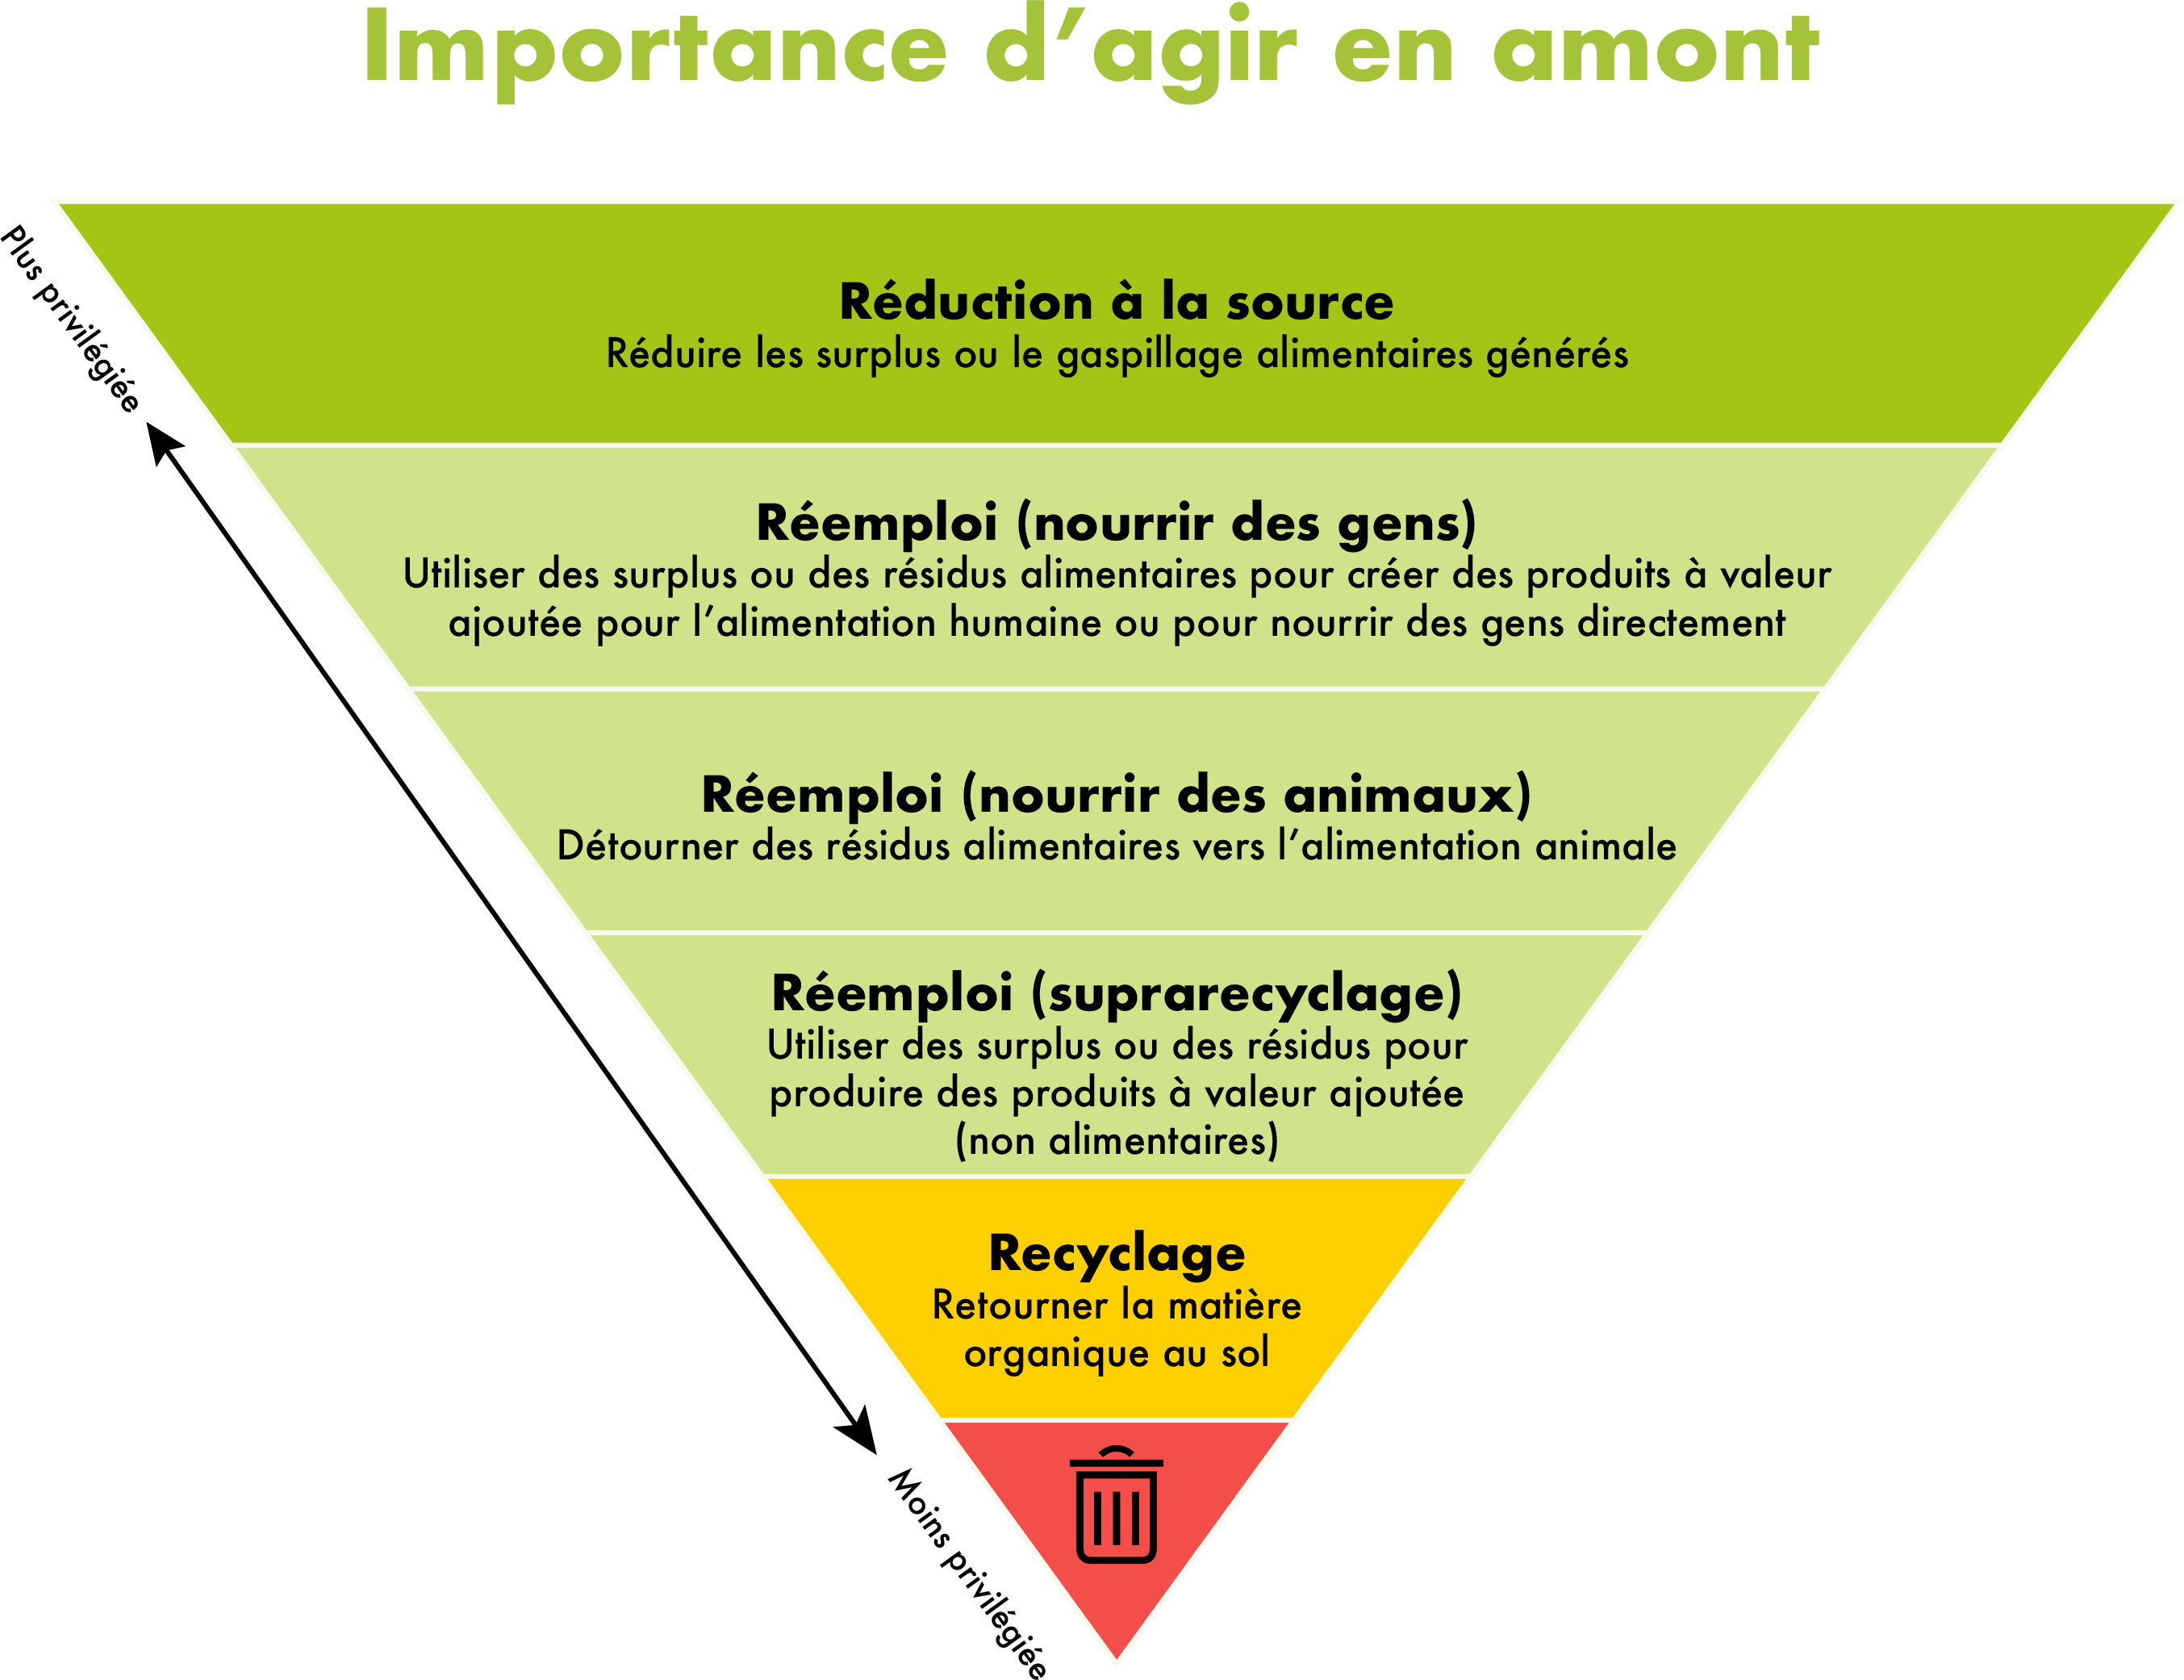 Importance d’agir en amont
Plus privilégiée
Réduction à la source
Réduire les surplus ou le gaspillage alimentaires générés
Réemploi (nourrir des gens)
Utiliser des surplus ou des résidus alimentaires pour créer des produits à valeur
ajoutée pour l’alimentation humaine ou pour nourrir des gens directement
Réemploi (nourrir des animaux)
Détourner des résidus alimentaires vers l’alimentation animale
Réemploi (suprarecyclage)
Utiliser des surplus ou des résidus pour
produire des produits à valeur ajoutée
(non alimentaires)
Recyclage
Retourner la matière
organique au sol
Moins privilégiée